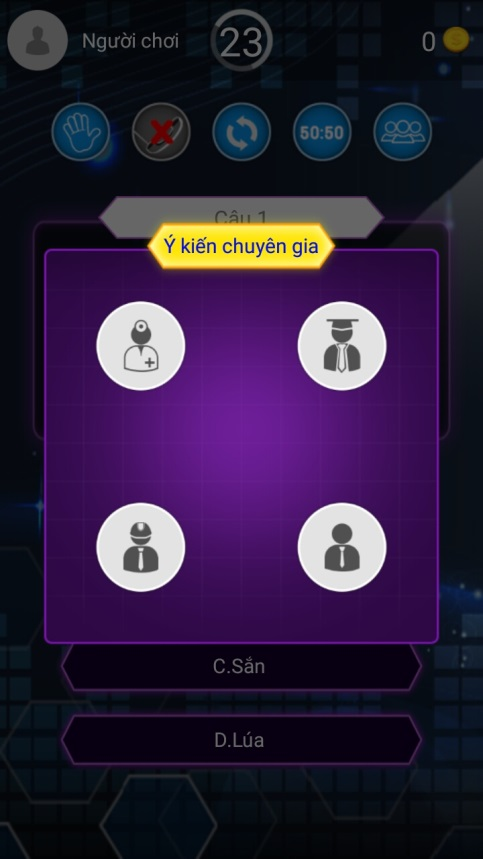 Người chơi
23
0
50:50
Câu 1
Ý kiến chuyên gia
C.Sắn
D.Lúa